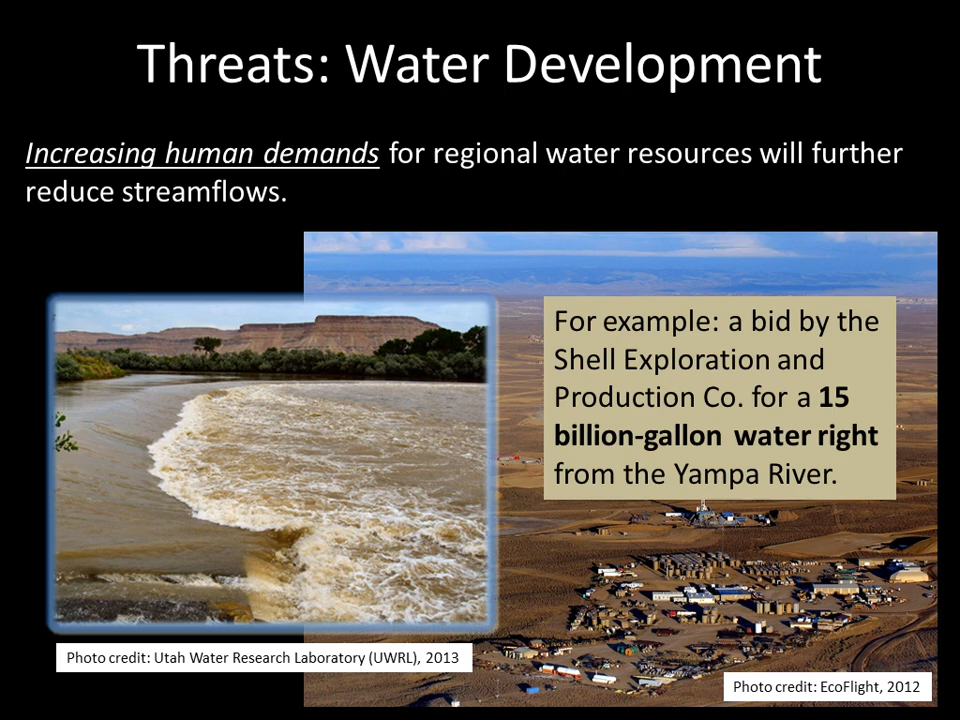 Threats: Water Development
Increasing human demands for regional water resources will further
reduce streamflows.
For example: a bid by the
Shell Exploration and
Production Co. for a 15
billion-gallon water right
from the Yampa River.
Photo credit: Utah Water Research Laboratory (UWRL), 2013
Photo credit: EcoFlight, 2012